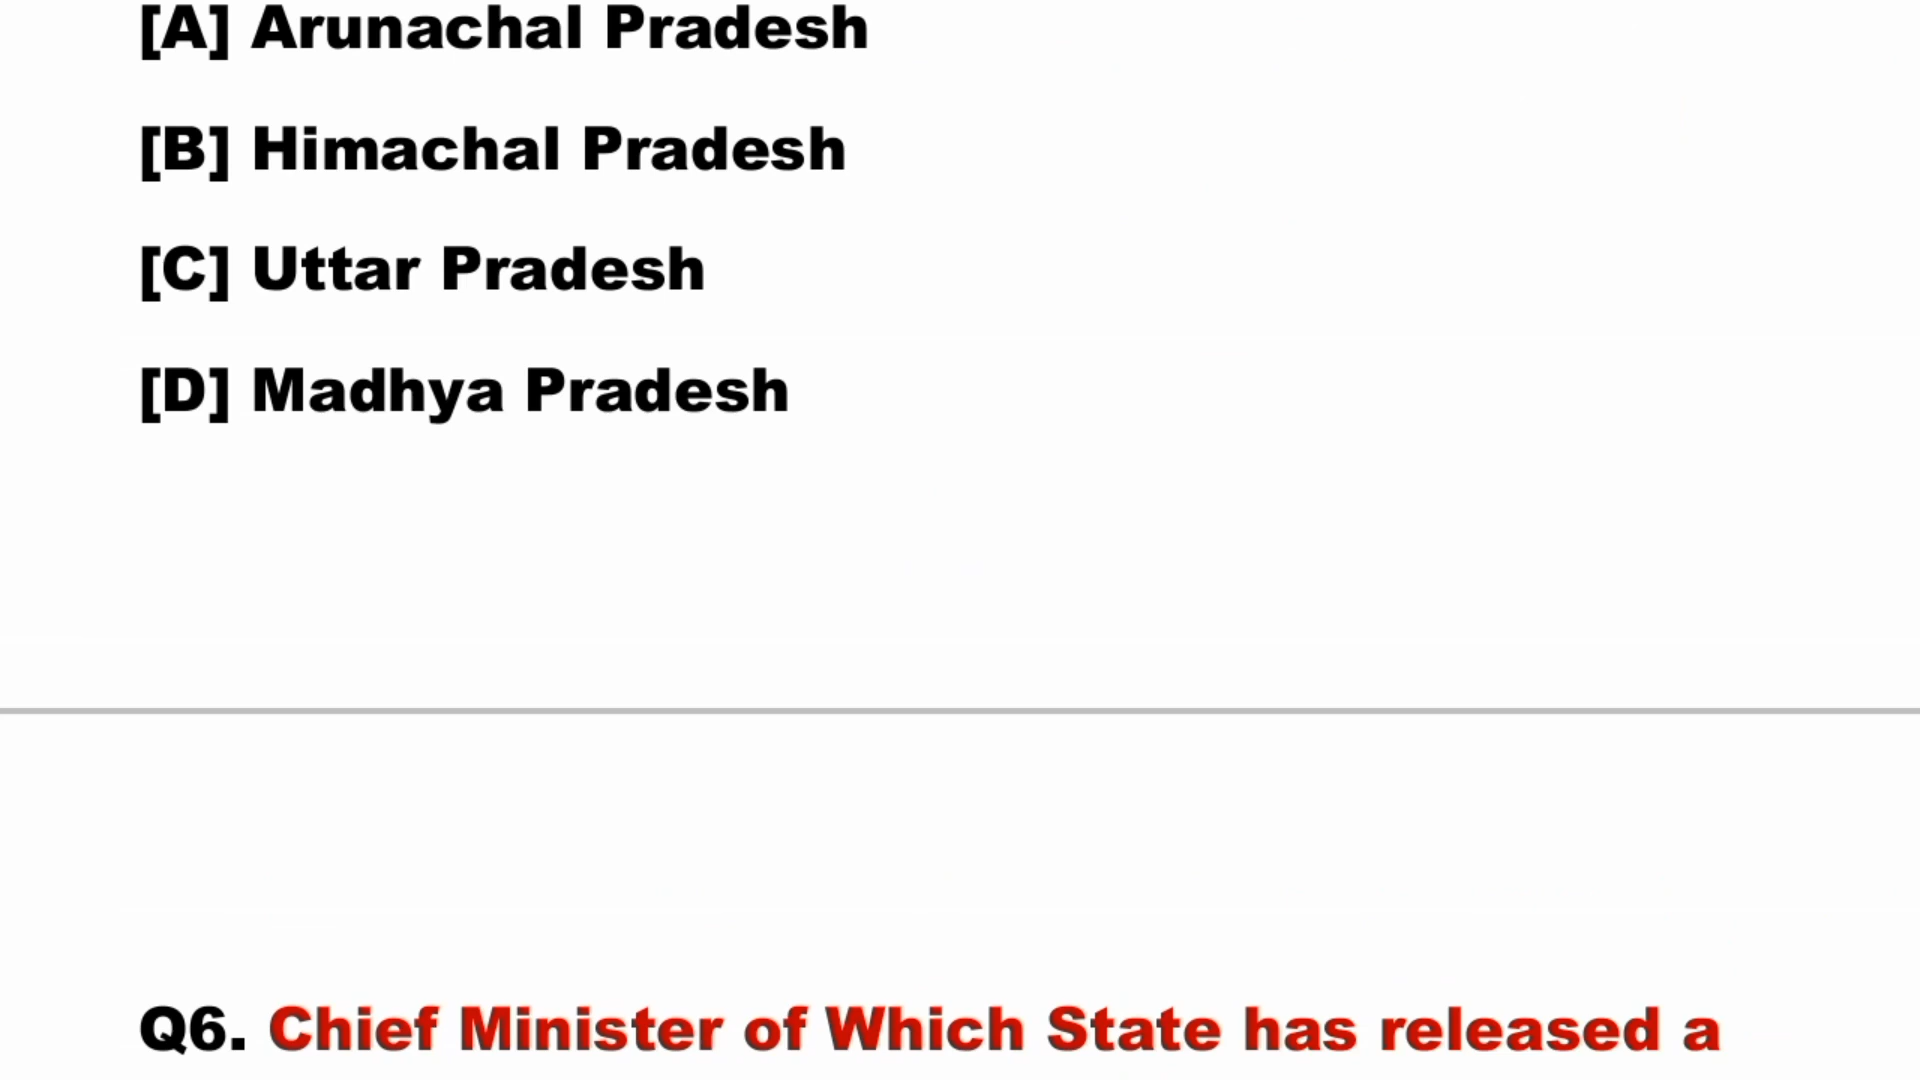 [A] Arunachal Pradesh
[B] Himachal Pradesh
[C] Uttar Pradesh
[D] Madhya Pradesh
Q6. Chief Minister of Which State has released a